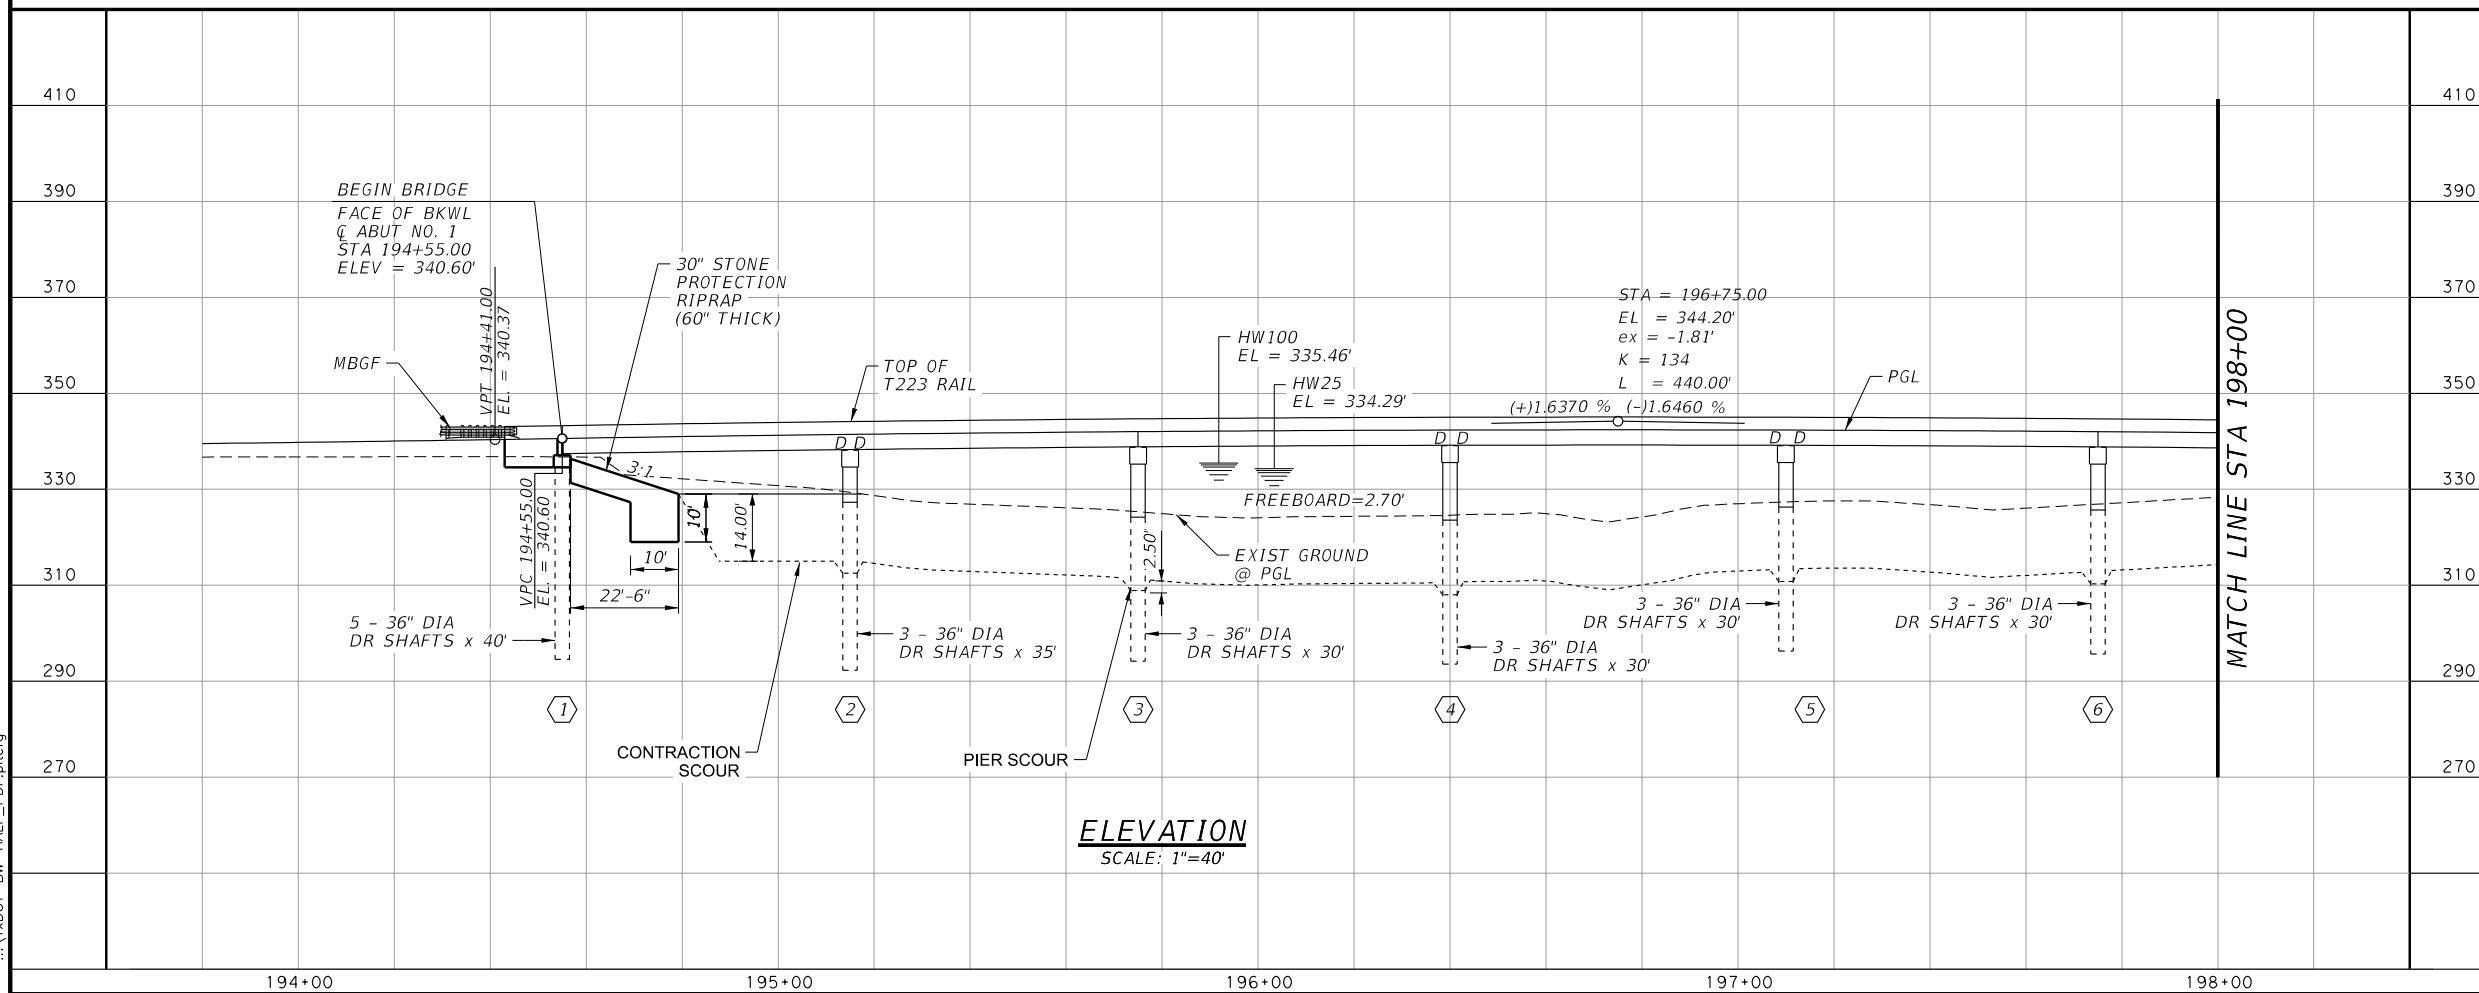 410
410
390
390
370
370
350
350
330
330
310
310
290
290
270
270
BEGIN BRIDGE
FACE OF BKWL
℄ ABUT NO. 1
STA 194+55.00
ELEV = 340.60'
VPT 194+41.00
EL. = 340.37
MBGF
30" STONE
PROTECTION
RIPRAP
(60" THICK)
TOP OF
T223 RAIL
HW100
EL = 335.46'
HW25
EL = 334.29'
FREEBOARD=2.70'
STA = 196+75.00
EL = 344.20'
ex = -1.81'
K = 134
L = 440.00'
(+)1.6370 % (-)1.6460 %
PGL
MATCH LINE STA 198+00
D D
D D
D D
3:1
10'
14.00'
10'
22'-6"
VPC 194+55.00
EL. = 340.60
2.50'
EXIST GROUND
@ PGL
5 - 36" DIA
DR SHAFTS x 40'
3 - 36" DIA
DR SHAFTS x 35'
3 - 36" DIA
DR SHAFTS x 30'
3 - 36" DIA
DR SHAFTS x 30'
3 - 36" DIA
DR SHAFTS x 30'
3 - 36" DIA
DR SHAFTS x 30'
1
2
3
4
5
6
CONTRACTION
SCOUR
PIER SCOUR
ELEVATION
SCALE: 1"=40'
194+00
195+00
196+00
197+00
198+00